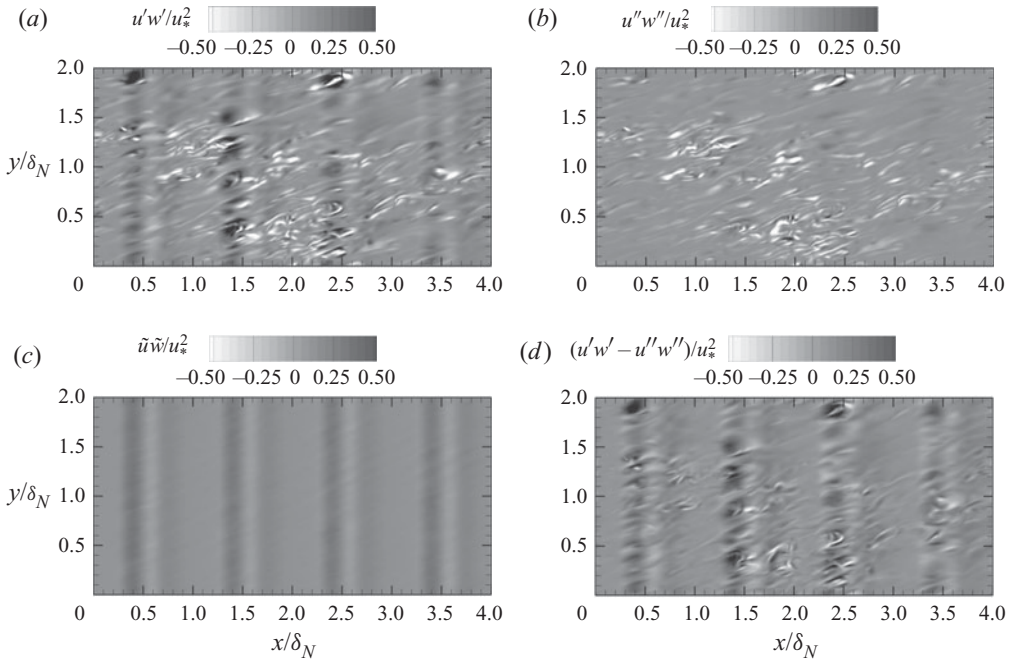 (a) u′w′/u²* (b) u″w″/u²*
−0.50 −0.25 0 0.25 0.50 −0.50 −0.25 0 0.25 0.50
2.0 2.0
1.5 1.5
y/δN 1.0 1.0
0.5 0.5
0 0.5 1.0 1.5 2.0 2.5 3.0 3.5 4.0 0 0.5 1.0 1.5 2.0 2.5 3.0 3.5 4.0
(c) ũw̃/u²* (d) (u′w′ − u″w″)/u²*
−0.50 −0.25 0 0.25 0.50 −0.50 −0.25 0 0.25 0.50
2.0 2.0
1.5 1.5
y/δN 1.0 y/δN 1.0
0.5 0.5
0 0.5 1.0 1.5 2.0 2.5 3.0 3.5 4.0 0 0.5 1.0 1.5 2.0 2.5 3.0 3.5 4.0
x/δN x/δN